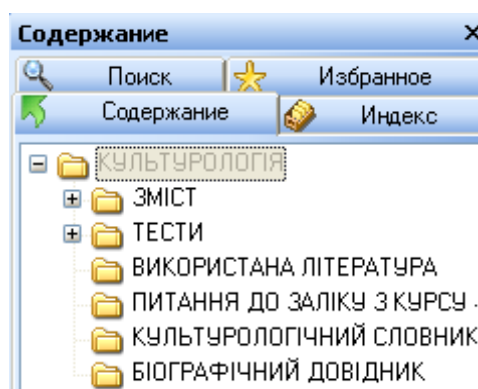 Содержание
Поиск Избранное
Содержание Индекс
КУЛЬТУРОЛОГІЯ
ЗМІСТ
ТЕСТИ
ВИКОРИСТАНА ЛІТЕРАТУРА
ПИТАННЯ ДО ЗАЛІКУ З КУРСУ -
КУЛЬТУРОЛОГІЧНИЙ СЛОВНИК
БІОГРАФІЧНИЙ ДОВІДНИК